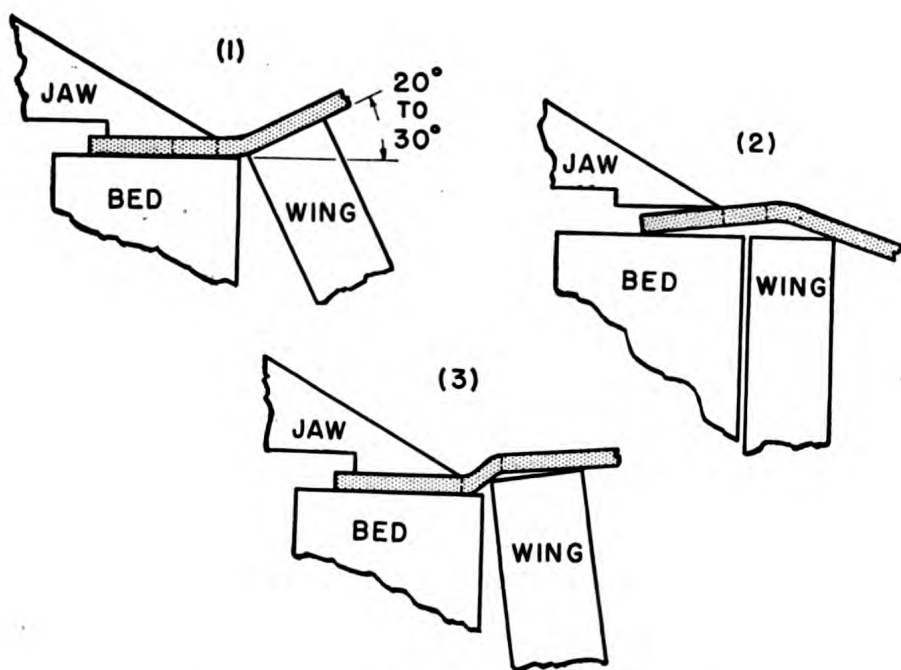 (1)
JAW
20°
TO
30°
BED
WING
(2)
JAW
BED
WING
(3)
JAW
BED
WING